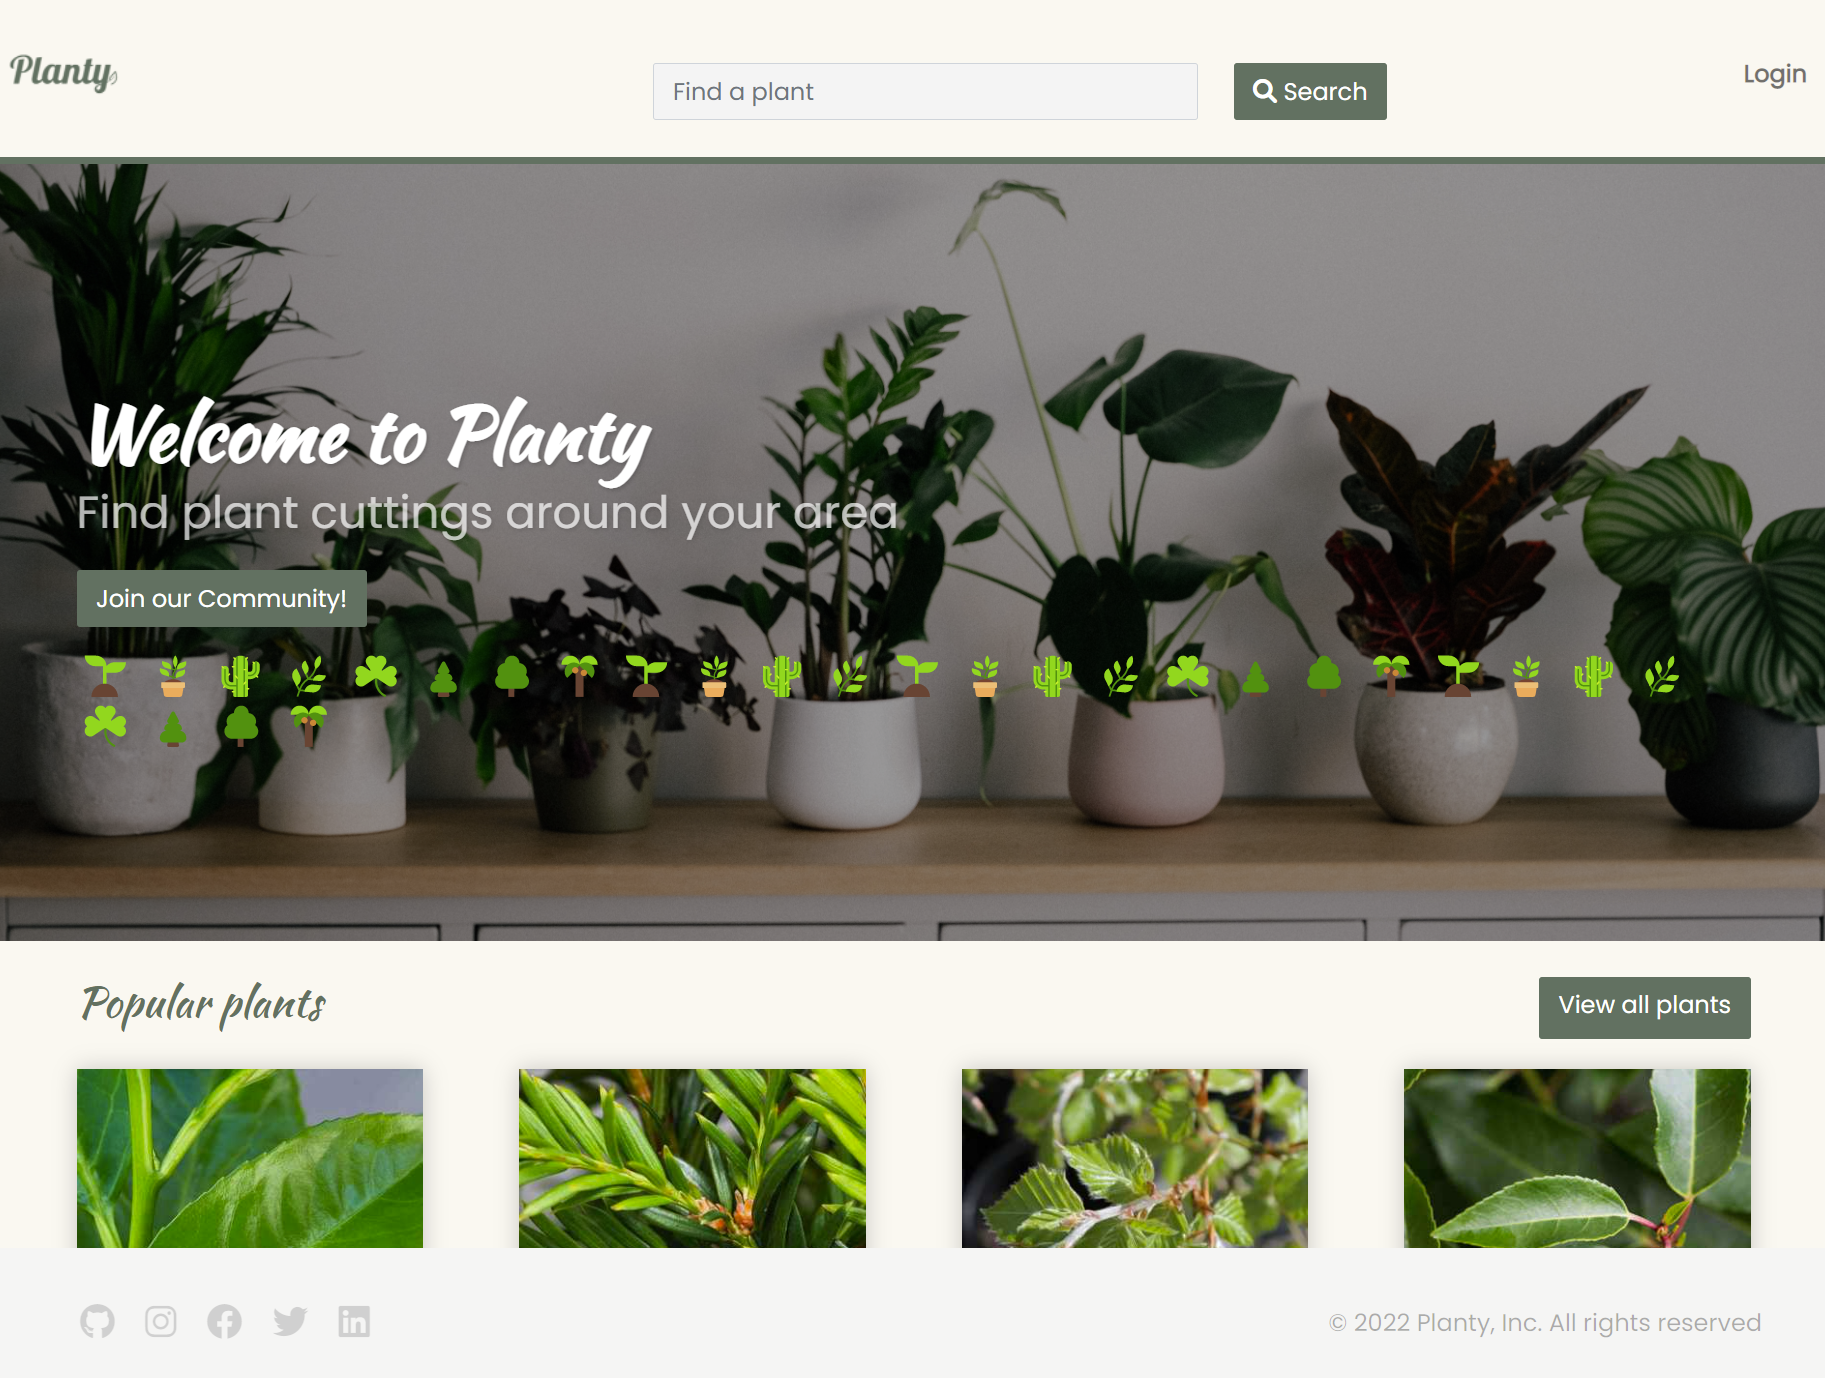 Planty
Find a plant
Search
Login
Welcome to Planty
Find plant cuttings around your area
Join our Community!
Popular plants
View all plants
© 2022 Planty, Inc. All rights reserved